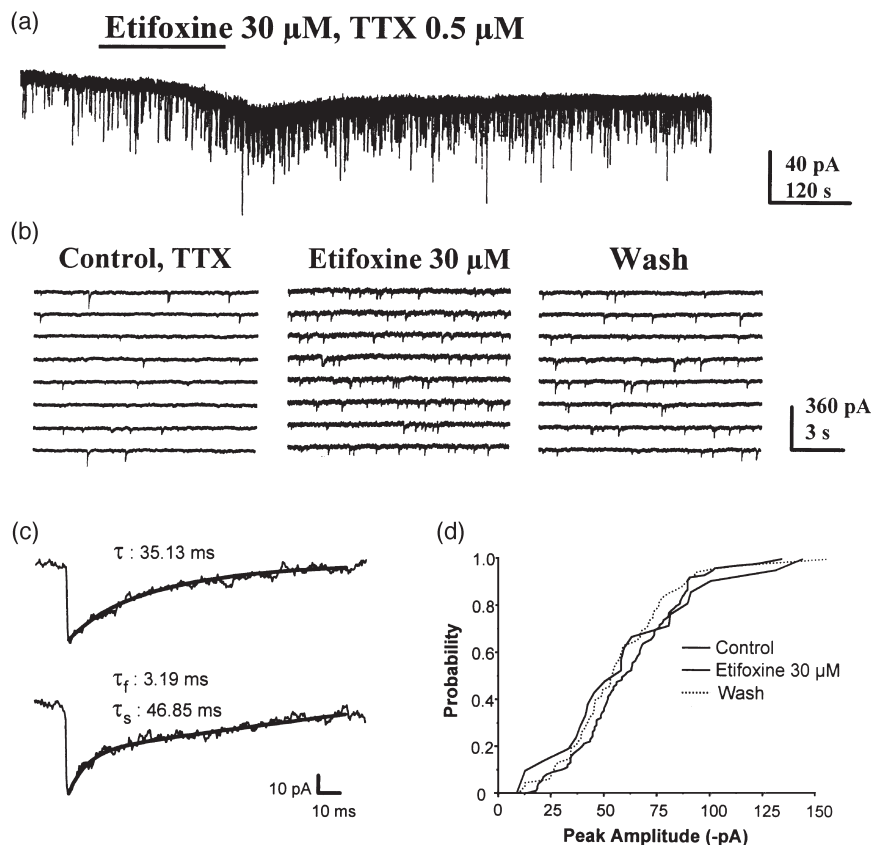 (a)
Etifoxine 30 µM, TTX 0.5 µM
40 pA
120 s
(b)
Control, TTX
Etifoxine 30 µM
Wash
360 pA
3 s
(c)
τ : 35.13 ms
τf : 3.19 ms
τs : 46.85 ms
10 pA
10 ms
(d)
1.0
0.8
0.6
0.4
0.2
0
Probability
Control
Etifoxine 30 µM
Wash
0 25 50 75 100 125 150
Peak Amplitude (-pA)